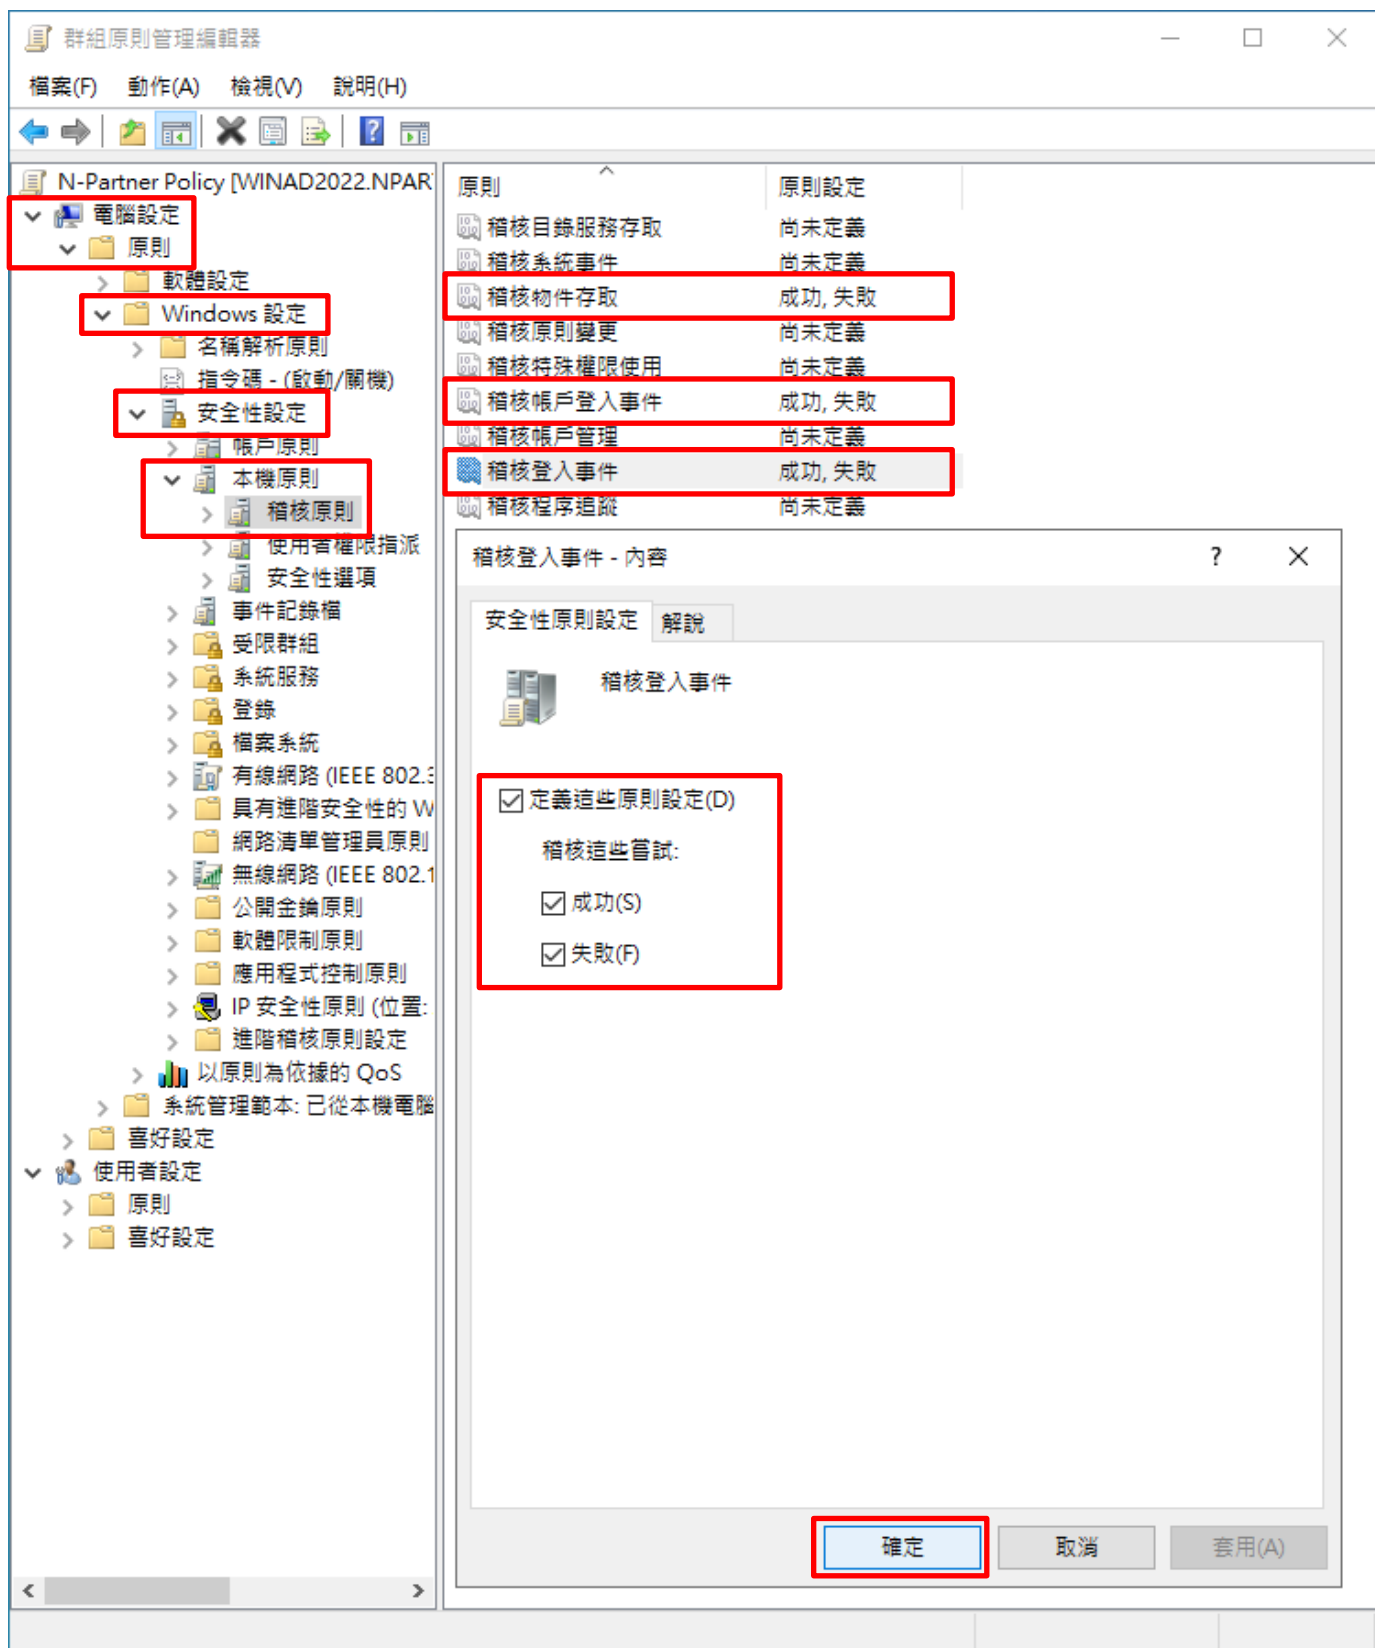 群組原則管理編輯器
檔案(F) 動作(A) 檢視(V) 說明(H)
N-Partner Policy [WINAD2022.NPAR
電腦設定
原則
軟體設定
Windows 設定
名稱解析原則
指令碼 - (啟動/關機)
安全性設定
帳戶原則
本機原則
稽核原則
使用者權限指派
安全性選項
事件記錄檔
受限群組
系統服務
登錄
檔案系統
有線網路 (IEEE 802.3
具有進階安全性的 W
網路清單管理員原則
無線網路 (IEEE 802.1
公開金鑰原則
軟體限制原則
應用程式控制原則
IP 安全性原則 (位置:
進階稽核原則設定
以原則為依據的 QoS
系統管理範本: 已從本機電腦
喜好設定
使用者設定
原則
喜好設定
原則 原則設定
稽核目錄服務存取 尚未定義
稽核系統事件 尚未定義
稽核物件存取 成功, 失敗
稽核原則變更 尚未定義
稽核特殊權限使用 尚未定義
稽核帳戶登入事件 成功, 失敗
稽核帳戶管理 尚未定義
稽核登入事件 成功, 失敗
稽核程序追蹤 尚未定義
稽核登入事件 - 內容
安全性原則設定 解說
稽核登入事件
定義這些原則設定(D)
稽核這些嘗試:
成功(S)
失敗(F)
確定 取消 套用(A)